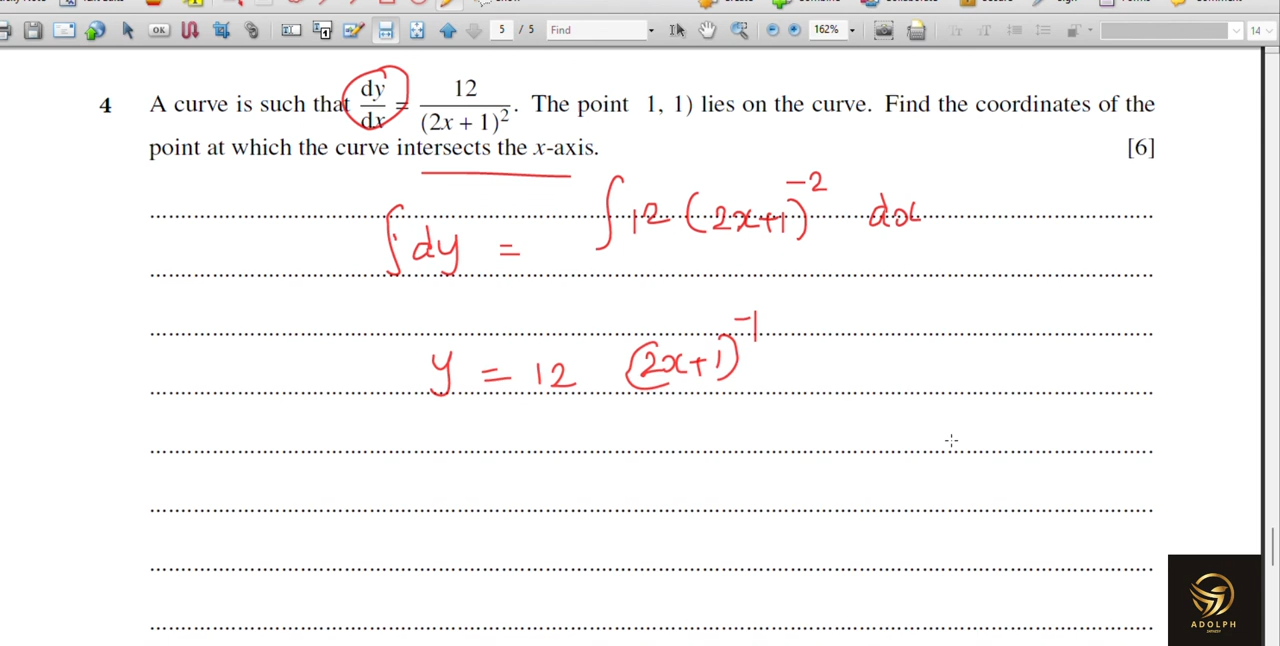 5 / 5 Find 162% 14
4 A curve is such that dy/dx = 12/(2x + 1)². The point 1, 1) lies on the curve. Find the coordinates of the
point at which the curve intersects the x-axis. [6]
∫ dy = ∫ 12 (2x+1)⁻² dx
y = 12 (2x+1)⁻¹
ADOLPH